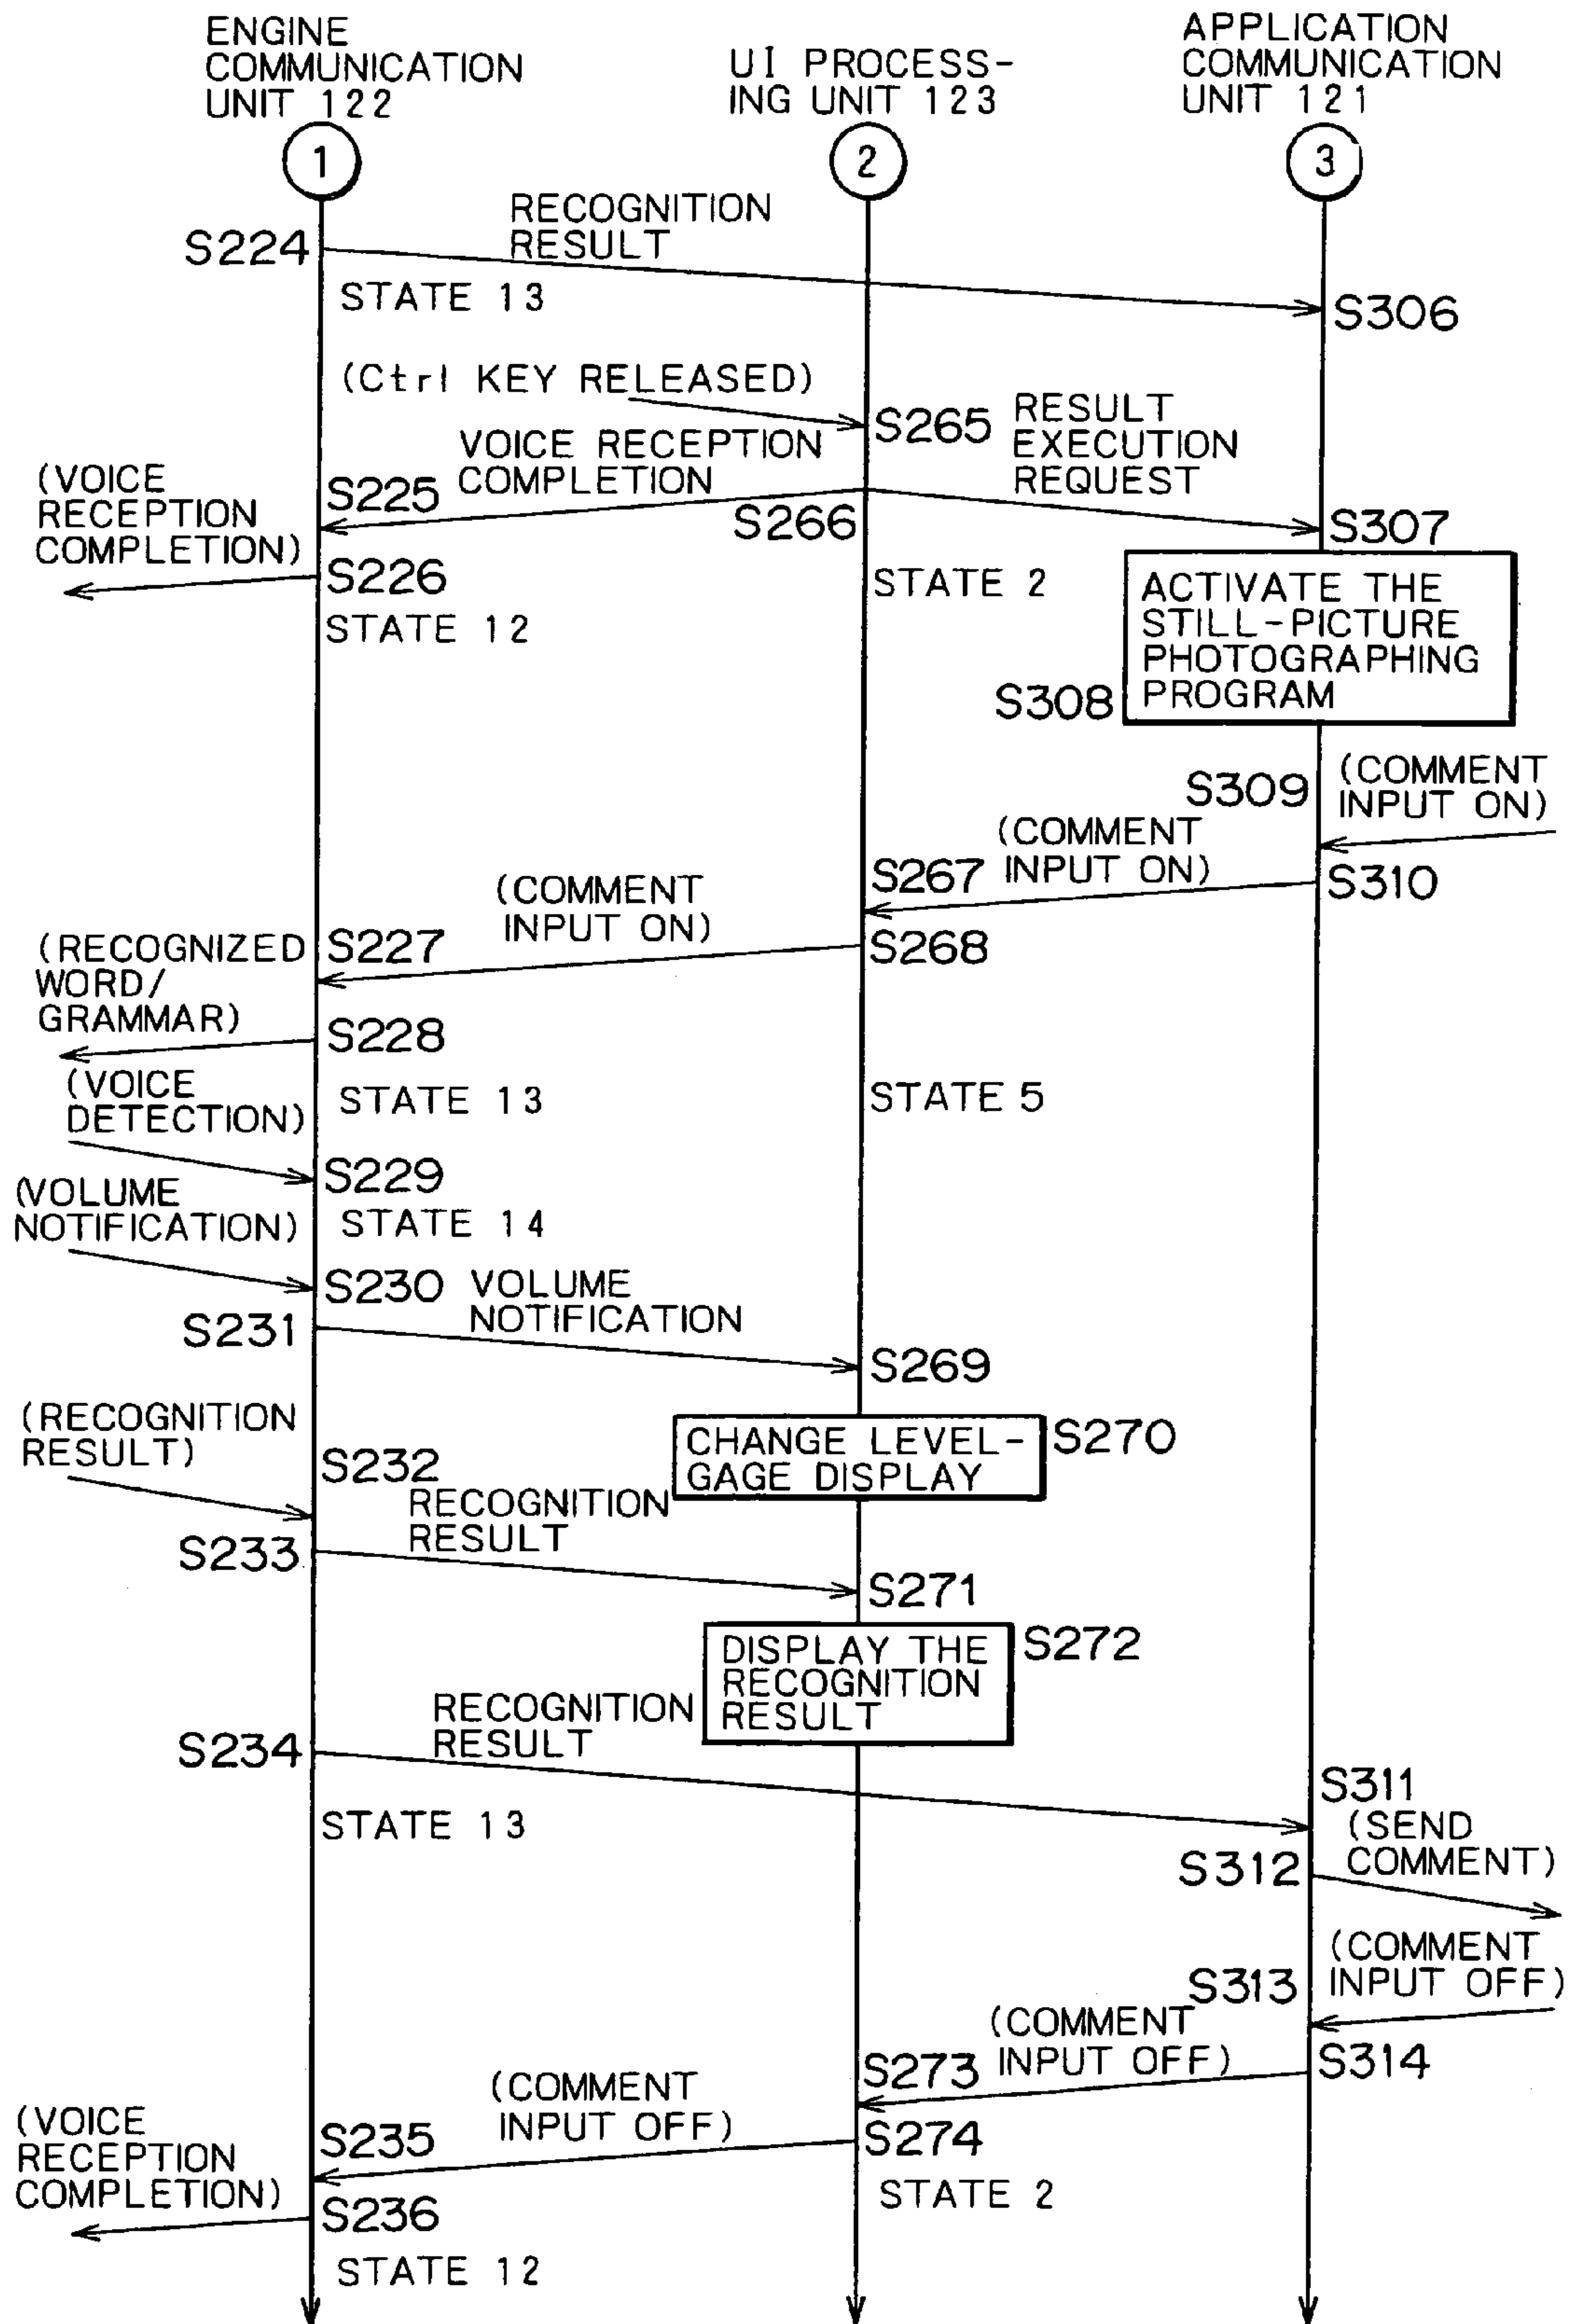 ENGINE
COMMUNICATION
UNIT 122
UI PROCESS-
ING UNIT 123
APPLICATION
COMMUNICATION
UNIT 121
1
2
3
RECOGNITION
RESULT
S224
STATE 13
S306
(Ctrl KEY RELEASED)
S265
RESULT
EXECUTION
REQUEST
VOICE RECEPTION
COMPLETION
(VOICE
RECEPTION
COMPLETION)
S225
S266
S307
S226
STATE 12
STATE 2
ACTIVATE THE
STILL-PICTURE
PHOTOGRAPHING
PROGRAM
S308
S309
(COMMENT
INPUT ON)
(COMMENT
INPUT ON)
S267
S310
(COMMENT
INPUT ON)
S268
(RECOGNIZED
WORD/
GRAMMAR)
S227
S228
(VOICE
DETECTION)
STATE 13
STATE 5
S229
(VOLUME
NOTIFICATION)
STATE 14
S230
VOLUME
NOTIFICATION
S231
S269
(RECOGNITION
RESULT)
CHANGE LEVEL-
GAGE DISPLAY
S270
S232
RECOGNITION
RESULT
S233
S271
DISPLAY THE
RECOGNITION
RESULT
S272
RECOGNITION
RESULT
S234
S311
STATE 13
(SEND
COMMENT)
S312
(COMMENT
INPUT OFF)
S313
(COMMENT
INPUT OFF)
S273
S314
(COMMENT
INPUT OFF)
S274
(VOICE
RECEPTION
COMPLETION)
S235
STATE 2
S236
STATE 12